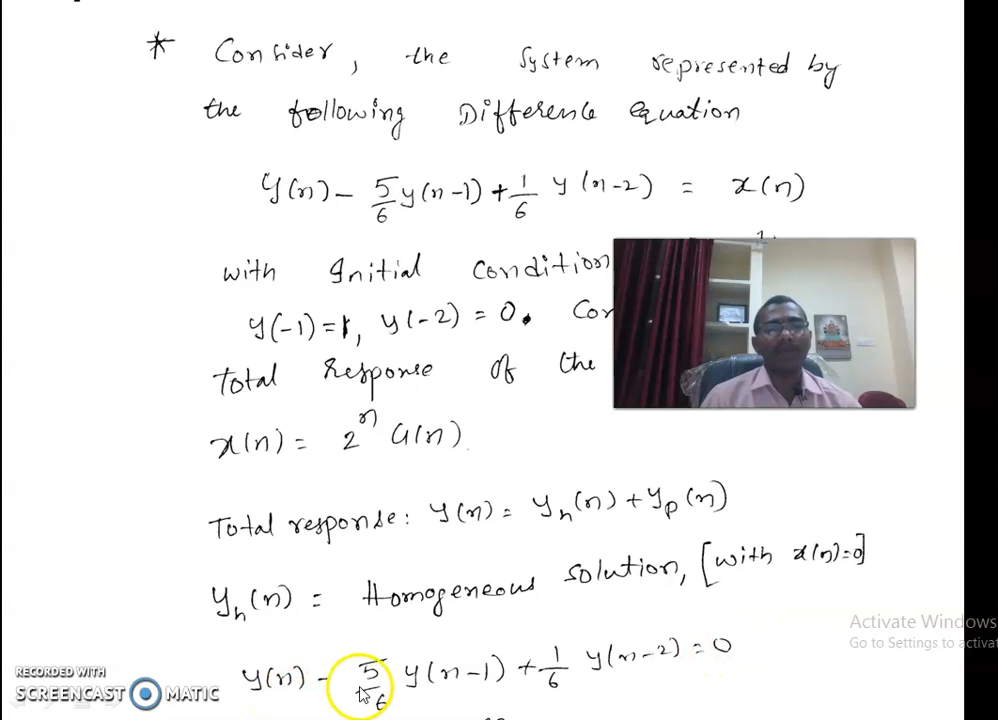 * Consider, the System represented by
the following Difference Equation
y(n) - 5/6 y(n-1) + 1/6 y(n-2) = x(n)
with Initial Condition
y(-1)=1, y(-2) = 0.
Total Response of the
x(n) = 2^n u(n)
Total response: y(n) = y_h(n) + y_p(n)
y_h(n) = Homogeneous solution, [with x(n)=0]
y(n) - 5/6 y(n-1) + 1/6 y(n-2) = 0
Activate Windows
Go to Settings to activat
RECORDED WITH
SCREENCAST MATIC